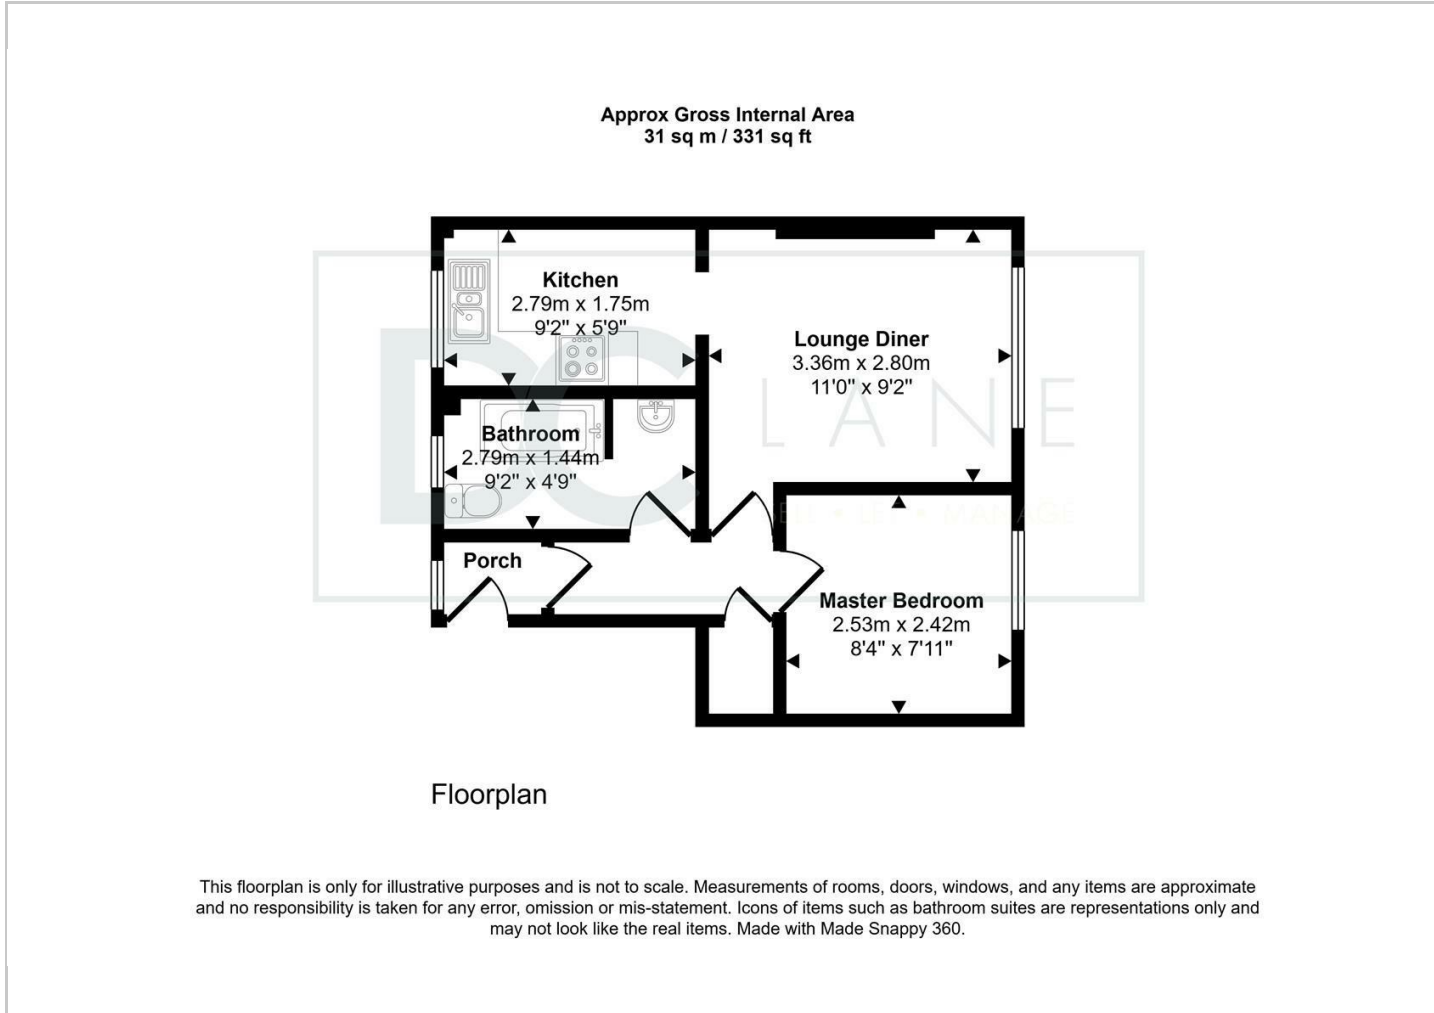 Approx Gross Internal Area
31 sq m / 331 sq ft
Kitchen
2.79m x 1.75m
9'2" x 5'9"
Lounge Diner
3.36m x 2.80m
11'0" x 9'2"
DC LANE
Bathroom
2.79m x 1.44m
9'2" x 4'9"
LET • MANAGE
Porch
Master Bedroom
2.53m x 2.42m
8'4" x 7'11"
Floorplan
This floorplan is only for illustrative purposes and is not to scale. Measurements of rooms, doors, windows, and any items are approximate
and no responsibility is taken for any error, omission or mis-statement. Icons of items such as bathroom suites are representations only and
may not look like the real items. Made with Made Snappy 360.